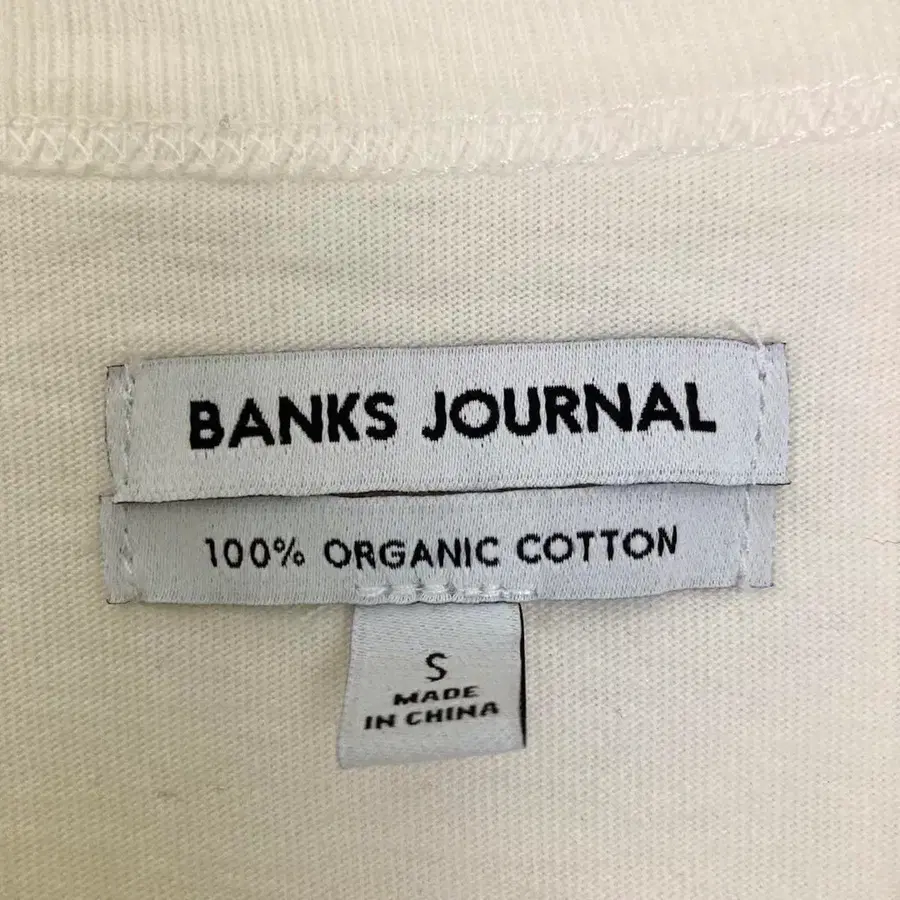 BANKS JOURNAL
100% ORGANIC COTTON
S
MADE
IN CHINA